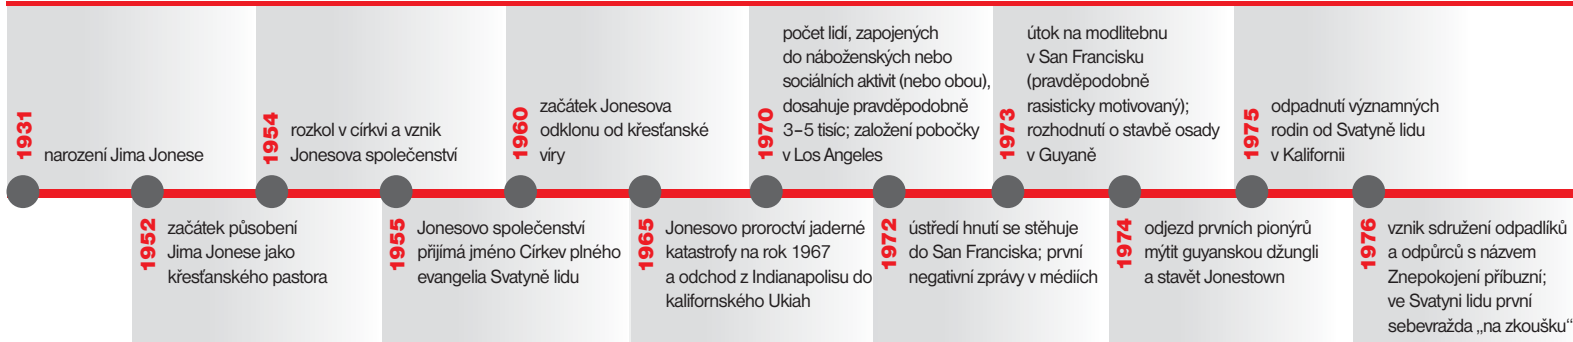 1931
narození Jima Jonese
1952
začátek působení
Jima Jonese jako
křesťanského pastora
1954
rozkol v církvi a vznik
Jonesova společenství
1955
Jonesovo společenství
přijímá jméno Církev plného
evangelia Svatyně lidu
1960
začátek Jonesova
odklonu od křesťanské
víry
1965
Jonesovo proroctví jaderné
katastrofy na rok 1967
a odchod z Indianapolisu do
kalifornského Ukiah
1970
počet lidí, zapojených
do náboženských nebo
sociálních aktivit (nebo obou),
dosahuje pravděpodobně
3–5 tisíc; založení pobočky
v Los Angeles
1972
ústředí hnutí se stěhuje
do San Franciska; první
negativní zprávy v médiích
1973
útok na modlitebnu
v San Francisku
(pravděpodobně
rasisticky motivovaný);
rozhodnutí o stavbě osady
v Guyaně
1974
odjezd prvních pionýrů
mýtit guyanskou džungli
a stavět Jonestown
1975
odpadnutí významných
rodin od Svatyně lidu
v Kalifornii
1976
vznik sdružení odpadlíků
a odpůrců s názvem
Znepokojení příbuzní;
ve Svatyni lidu první
sebevražda „na zkoušku“